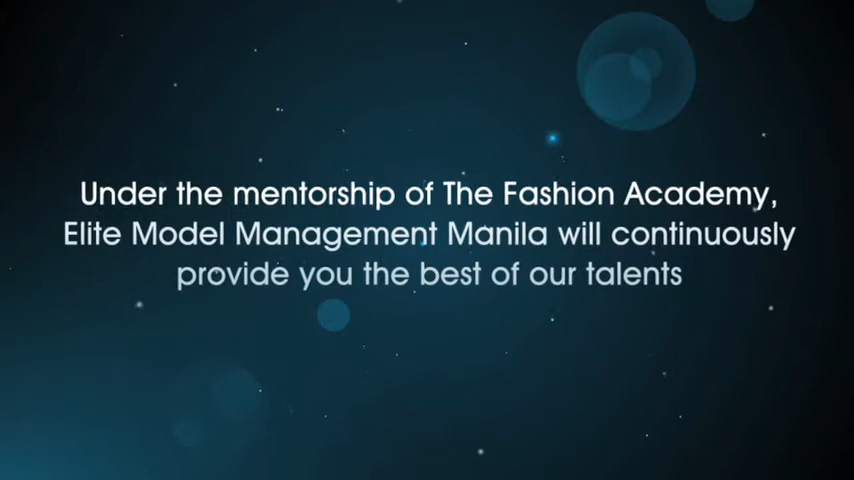 Under the mentorship of The Fashion Academy,
Elite Model Management Manila will continuously
provide you the best of our talents